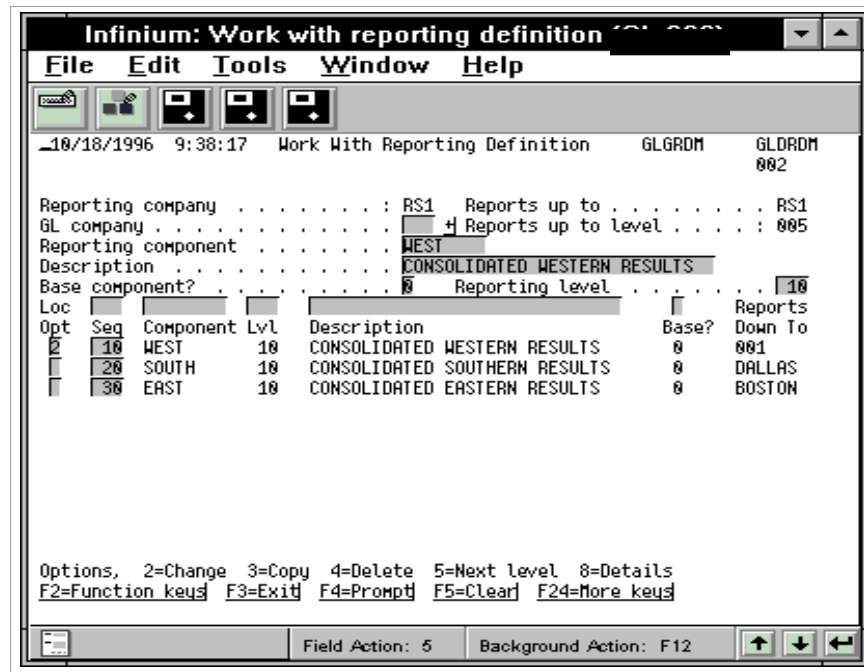 Infinium: Work with reporting definition
File Edit Tools Window Help
10/18/1996 9:38:17 Work With Reporting Definition GLGRDM GLDRDM
002
Reporting company . . . . . . . . : RS1 Reports up to . . . . . . . . RS1
GL company . . . . . . . . . . . . + Reports up to level . . . . : 005
Reporting component . . . . . . . WEST
Description . . . . . . . . . . . CONSOLIDATED WESTERN RESULTS
Base component? . . . . . . . . . 0 Reporting level . . . . . . . 10
Loc Reports
Opt Seq Component Lvl Description Base? Down To
2 10 WEST 10 CONSOLIDATED WESTERN RESULTS 0 001
20 SOUTH 10 CONSOLIDATED SOUTHERN RESULTS 0 DALLAS
30 EAST 10 CONSOLIDATED EASTERN RESULTS 0 BOSTON
Options, 2=Change 3=Copy 4=Delete 5=Next level 8=Details
F2=Function keys F3=Exit F4=Prompt F5=Clear F24=More keys
Field Action: 5 Background Action: F12